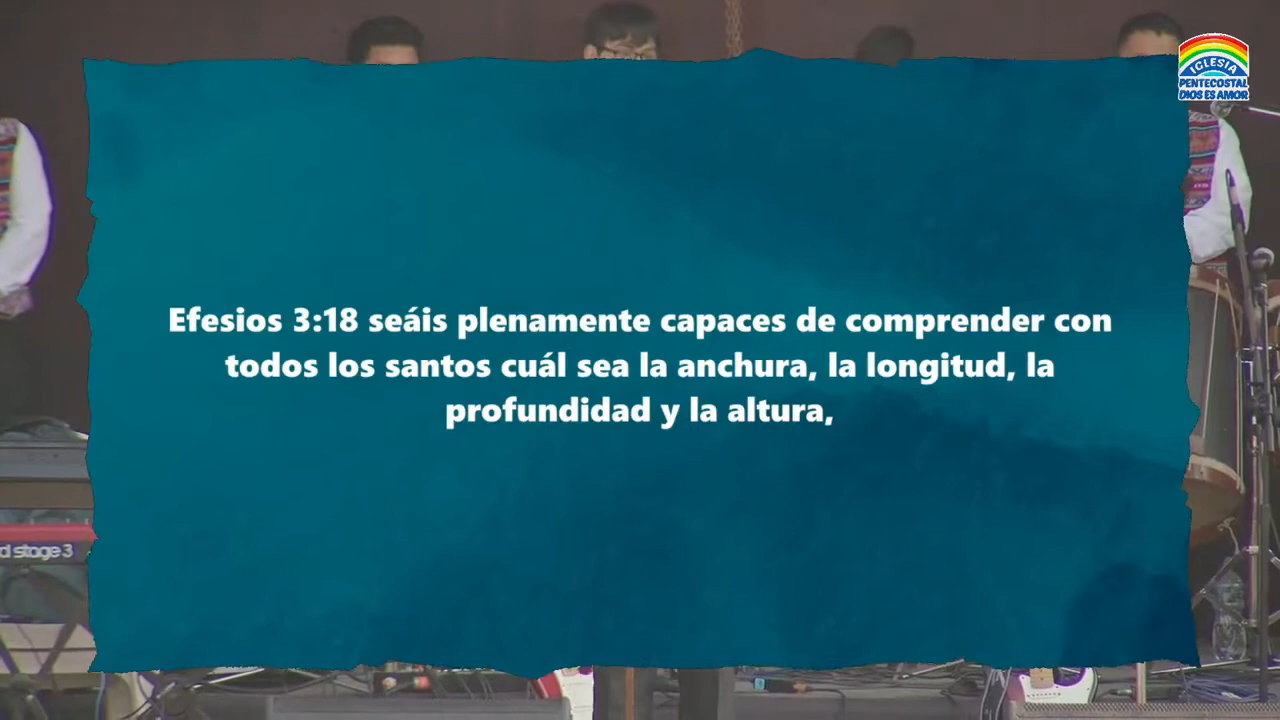 IGLESIA
PENTECOSTAL
DIOS ES AMOR
Efesios 3:18 seáis plenamente capaces de comprender con
todos los santos cuál sea la anchura, la longitud, la
profundidad y la altura,
d stage 3